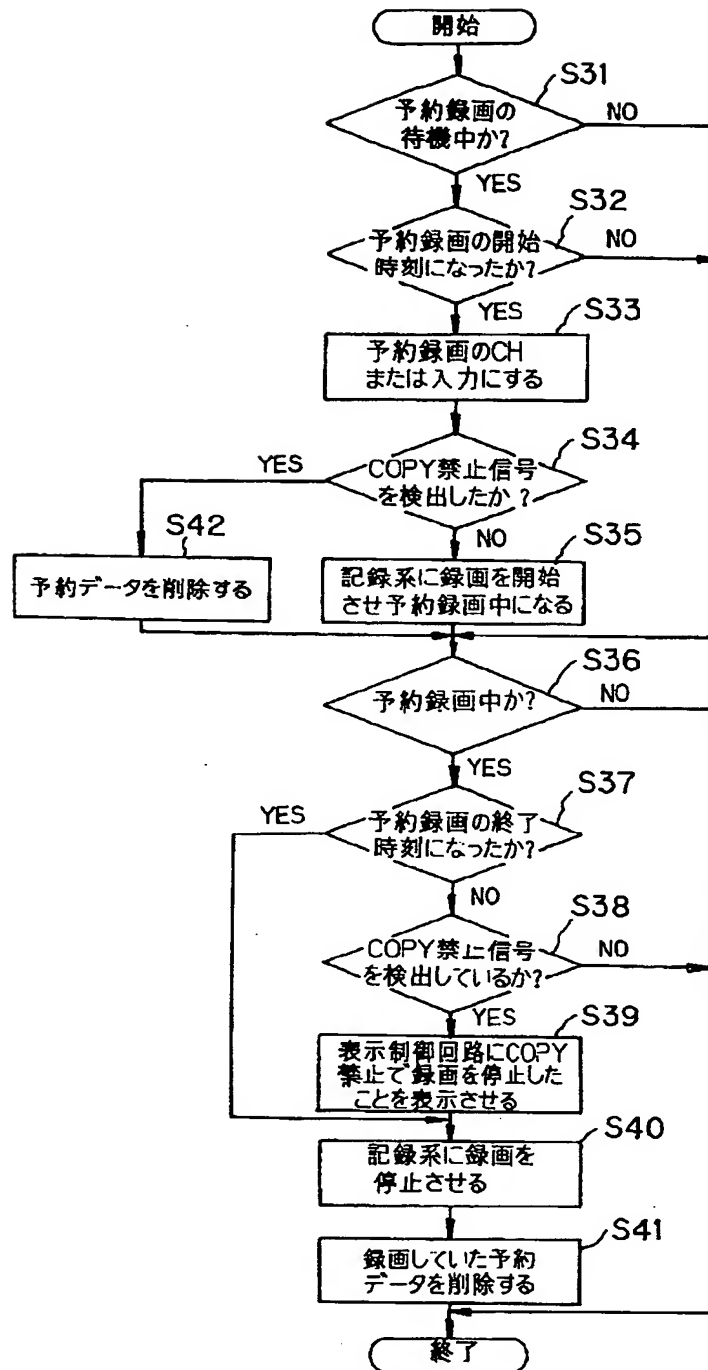 開始
S31
予約録画の
待機中か?
NO
YES
S32
予約録画の開始
時刻になったか?
NO
YES
S33
予約録画のCH
または入力にする
S34
YES
COPY禁止信号
を検出したか?
NO
S42
予約データを削除する
S35
記録系に録画を開始
させ予約録画中になる
S36
予約録画中か?
NO
YES
S37
YES
予約録画の終了
時刻になったか?
NO
S38
COPY禁止信号
を検出しているか?
NO
YES
S39
表示制御回路にCOPY
禁止で録画を停止した
ことを表示させる
S40
記録系に録画を
停止させる
S41
録画していた予約
データを削除する
終了